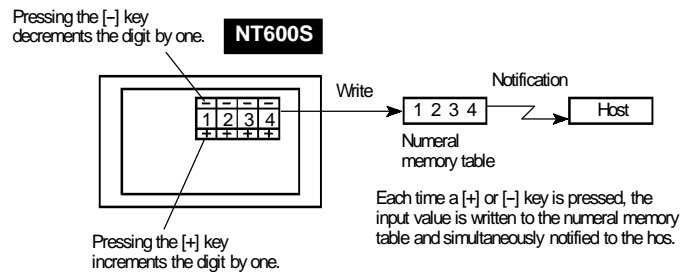 Pressing the [–] key
decrements the digit by one.
NT600S
– – – –
1 2 3 4
+ + + +
Write
1 2 3 4
Notification
Host
Numeral
memory table
Each time a [+] or [–] key is pressed, the
input value is written to the numeral memory
table and simultaneously notified to the hos.
Pressing the [+] key
increments the digit by one.